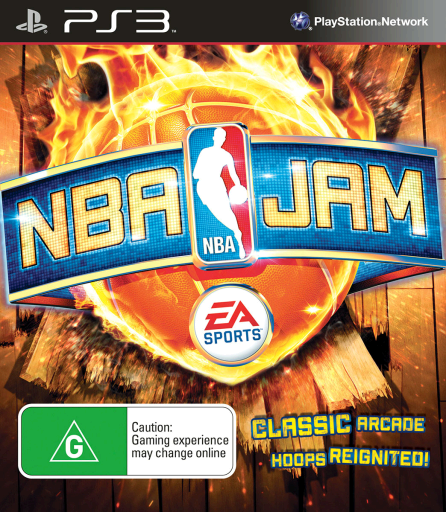 PS3
PlayStation®Network
NBA JAM
NBA
EA
SPORTS
G
Caution:
Gaming experience
may change online
CLASSIC ARCADE
HOOPS REIGNITED!